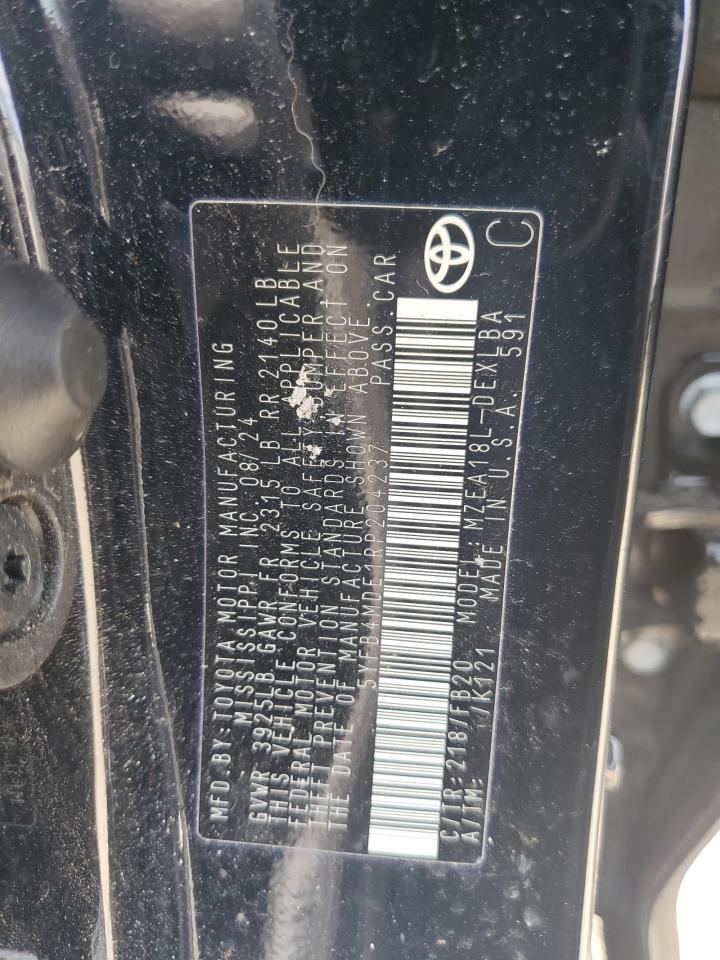 MFD. BY: TOYOTA MOTOR MANUFACTURING
MISSISSIPPI, INC. 08/24
GVWR 3925LB GAWR FR 2315 LB RR 2140 LB
THIS VEHICLE CONFORMS TO ALL APPLICABLE
FEDERAL MOTOR VEHICLE SAFETY, BUMPER AND
THEFT PREVENTION STANDARDS IN EFFECT ON
THE DATE OF MANUFACTURE SHOWN ABOVE.
5YFB4MDE1RP204237 PASS.CAR
C/TR:218/FB20 MODEL:MZEA18L-DEXLBA
A/TM: /K121 MADE IN U.S.A. 591
C